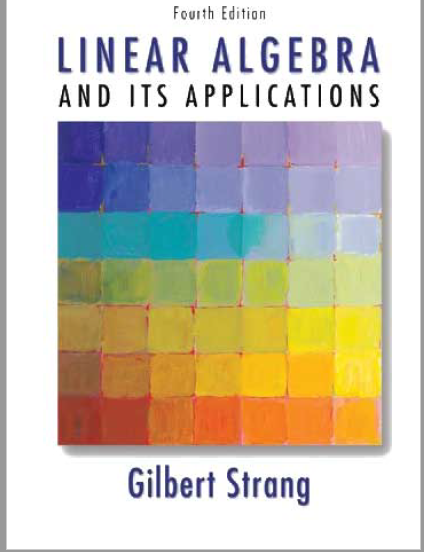 Fourth Edition
LINEAR ALGEBRA
AND ITS APPLICATIONS
Gilbert Strang